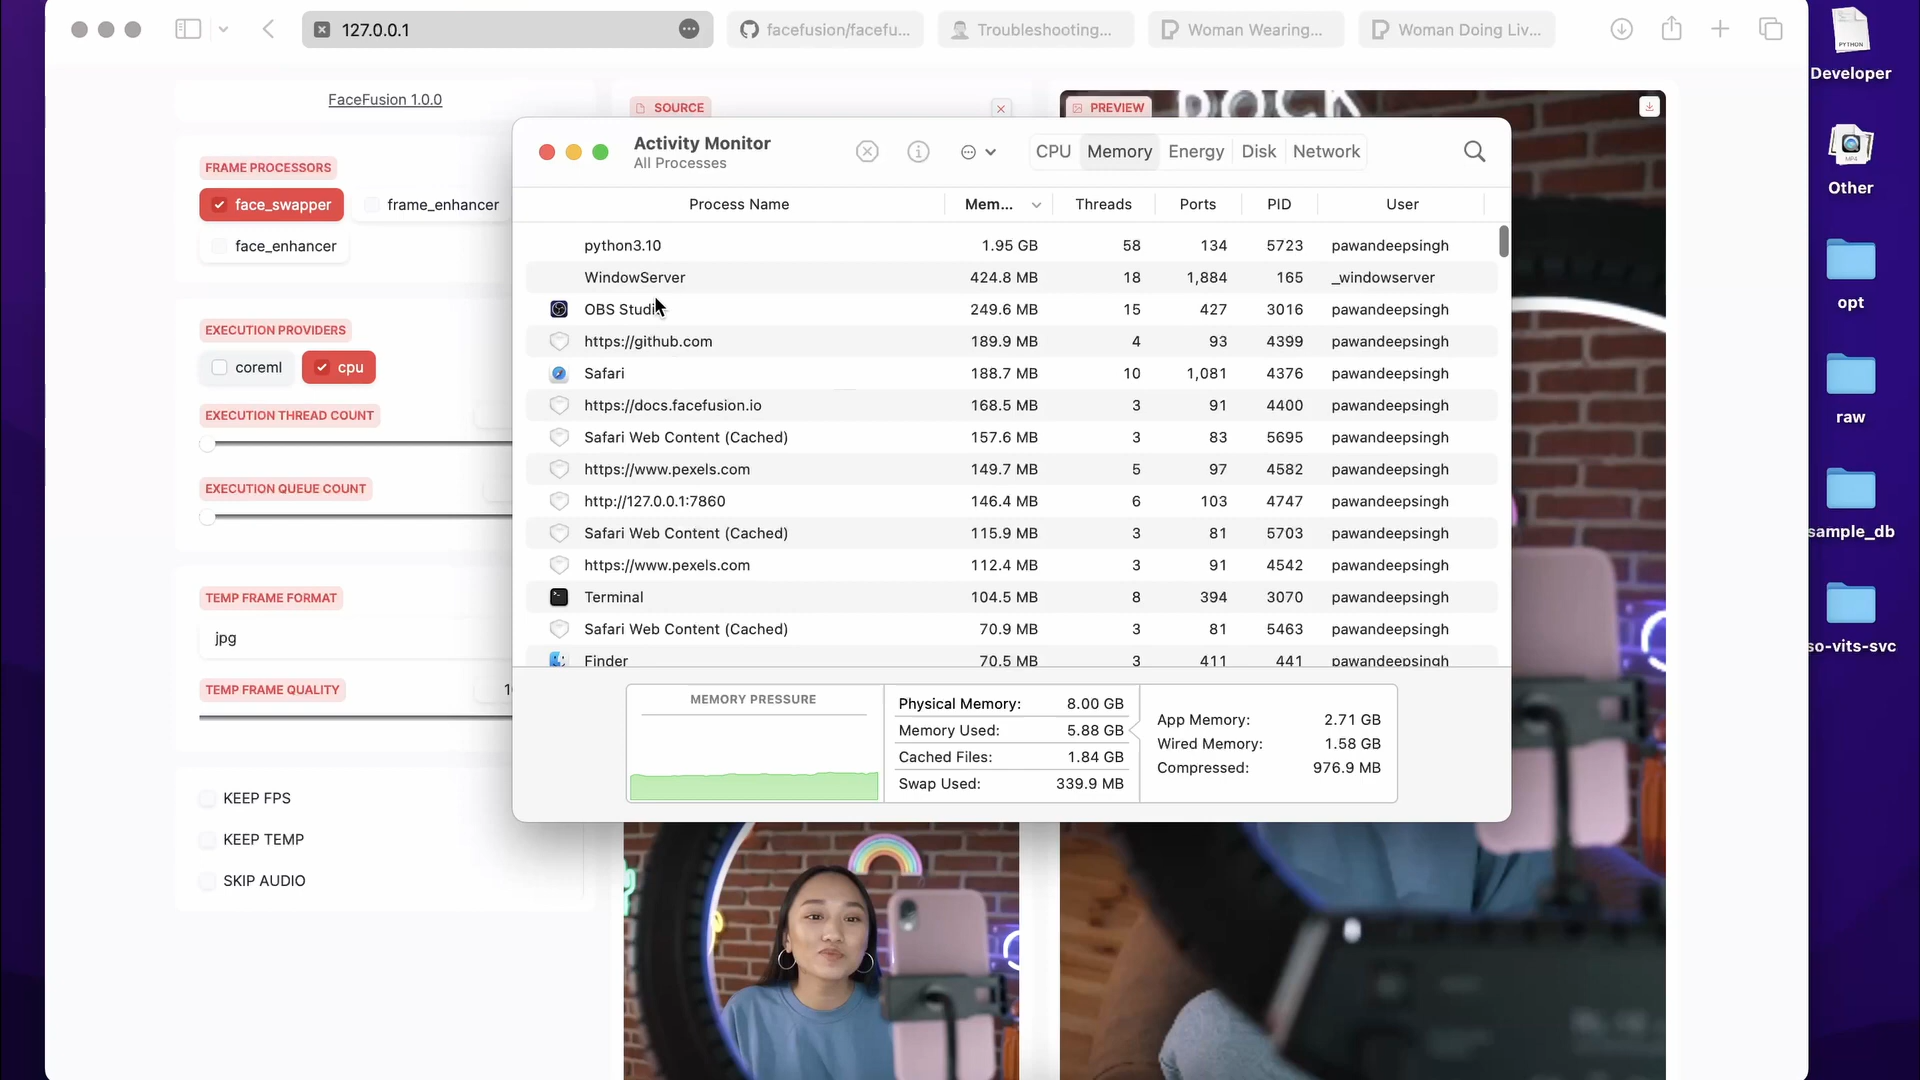 127.0.0.1
facefusion/facefu...
Troubleshooting...
Woman Wearing...
Woman Doing Liv...
PYTHON
Developer
MP4
Other
opt
raw
sample_db
so-vits-svc
FaceFusion 1.0.0
FRAME PROCESSORS
face_swapper
frame_enhancer
face_enhancer
EXECUTION PROVIDERS
coreml
cpu
EXECUTION THREAD COUNT
EXECUTION QUEUE COUNT
TEMP FRAME FORMAT
jpg
TEMP FRAME QUALITY
KEEP FPS
KEEP TEMP
SKIP AUDIO
SOURCE
PREVIEW
Activity Monitor
All Processes
CPU Memory Energy Disk Network
Process Name Mem... Threads Ports PID User
python3.10 1.95 GB 58 134 5723 pawandeepsingh
WindowServer 424.8 MB 18 1,884 165 _windowserver
OBS Studio 249.6 MB 15 427 3016 pawandeepsingh
https://github.com 189.9 MB 4 93 4399 pawandeepsingh
Safari 188.7 MB 10 1,081 4376 pawandeepsingh
https://docs.facefusion.io 168.5 MB 3 91 4400 pawandeepsingh
Safari Web Content (Cached) 157.6 MB 3 83 5695 pawandeepsingh
https://www.pexels.com 149.7 MB 5 97 4582 pawandeepsingh
http://127.0.0.1:7860 146.4 MB 6 103 4747 pawandeepsingh
Safari Web Content (Cached) 115.9 MB 3 81 5703 pawandeepsingh
https://www.pexels.com 112.4 MB 3 91 4542 pawandeepsingh
Terminal 104.5 MB 8 394 3070 pawandeepsingh
Safari Web Content (Cached) 70.9 MB 3 81 5463 pawandeepsingh
Finder 70.5 MB 3 411 441 pawandeepsingh
MEMORY PRESSURE
Physical Memory: 8.00 GB
Memory Used: 5.88 GB
Cached Files: 1.84 GB
Swap Used: 339.9 MB
App Memory: 2.71 GB
Wired Memory: 1.58 GB
Compressed: 976.9 MB